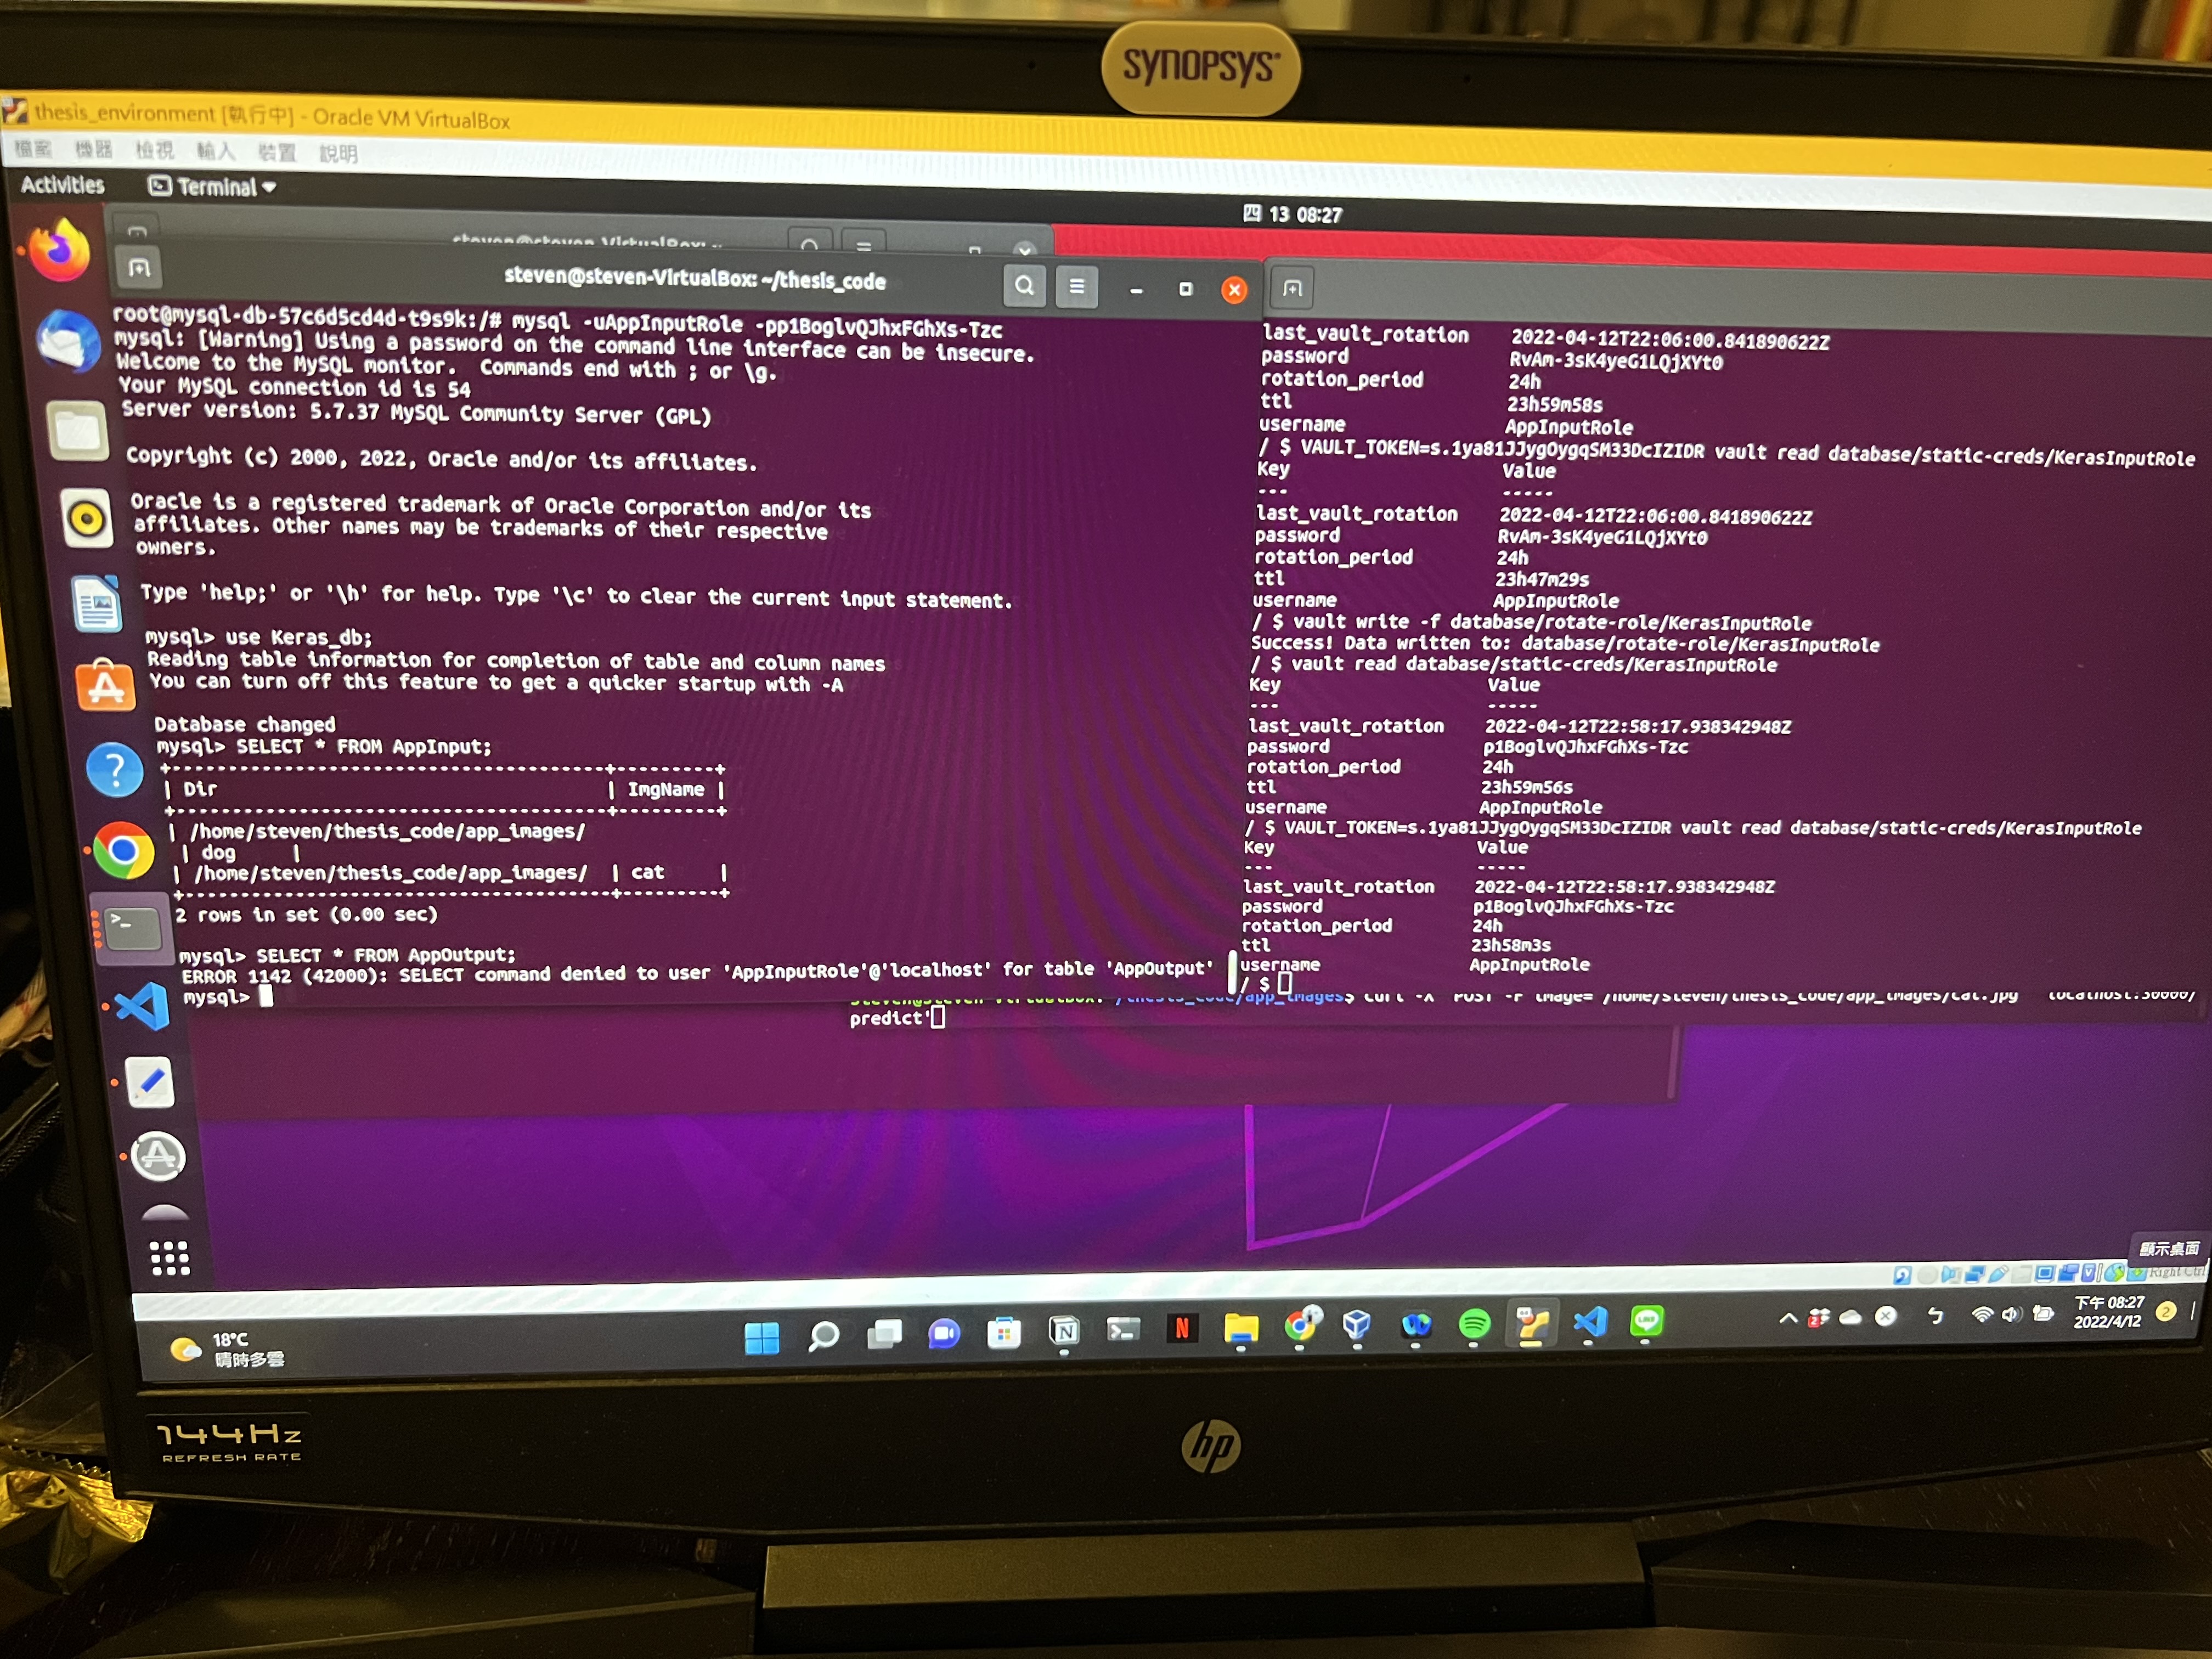 SYNOPSYS
thesis_environment [執行中] - Oracle VM VirtualBox
檔案 機器 檢視 輸入 裝置 說明
Activities Terminal
四 13 08:27
steven@steven-VirtualBox: ~/thesis_code
root@mysql-db-57c6d5cd4d-t9s9k:/# mysql -uAppInputRole -pp1BoglvQJhxFGhXs-Tzc
mysql: [Warning] Using a password on the command line interface can be insecure.
Welcome to the MySQL monitor.  Commands end with ; or \g.
Your MySQL connection id is 54
Server version: 5.7.37 MySQL Community Server (GPL)
Copyright (c) 2000, 2022, Oracle and/or its affiliates.
Oracle is a registered trademark of Oracle Corporation and/or its
affiliates. Other names may be trademarks of their respective
owners.
Type 'help;' or '\h' for help. Type '\c' to clear the current input statement.
mysql> use Keras_db;
Reading table information for completion of table and column names
You can turn off this feature to get a quicker startup with -A
Database changed
mysql> SELECT * FROM AppInput;
+---------------------------------------+---------+
| Dir                                   | ImgName |
+---------------------------------------+---------+
| /home/steven/thesis_code/app_images/
 | dog     |
| /home/steven/thesis_code/app_images/  | cat     |
+---------------------------------------+---------+
2 rows in set (0.00 sec)
mysql> SELECT * FROM AppOutput;
ERROR 1142 (42000): SELECT command denied to user 'AppInputRole'@'localhost' for table 'AppOutput'
mysql>
last_vault_rotation    2022-04-12T22:06:00.841890622Z
password               RvAm-3sK4yeG1LQjXYt0
rotation_period        24h
ttl                    23h59m58s
username               AppInputRole
/ $ VAULT_TOKEN=s.1ya81JJygOygqSM33DcIZIDR vault read database/static-creds/KerasInputRole
Key                    Value
---                    -----
last_vault_rotation    2022-04-12T22:06:00.841890622Z
password               RvAm-3sK4yeG1LQjXYt0
rotation_period        24h
ttl                    23h47m29s
username               AppInputRole
/ $ vault write -f database/rotate-role/KerasInputRole
Success! Data written to: database/rotate-role/KerasInputRole
/ $ vault read database/static-creds/KerasInputRole
Key                    Value
---                    -----
last_vault_rotation    2022-04-12T22:58:17.938342948Z
password               p1BoglvQJhxFGhXs-Tzc
rotation_period        24h
ttl                    23h59m56s
username               AppInputRole
/ $ VAULT_TOKEN=s.1ya81JJygOygqSM33DcIZIDR vault read database/static-creds/KerasInputRole
Key                    Value
---                    -----
last_vault_rotation    2022-04-12T22:58:17.938342948Z
password               p1BoglvQJhxFGhXs-Tzc
rotation_period        24h
ttl                    23h58m3s
username               AppInputRole
/ $
predict'
顯示桌面
Right Ctrl
18°C
晴時多雲
下午 08:27
2022/4/12
2
144Hz
REFRESH RATE
hp